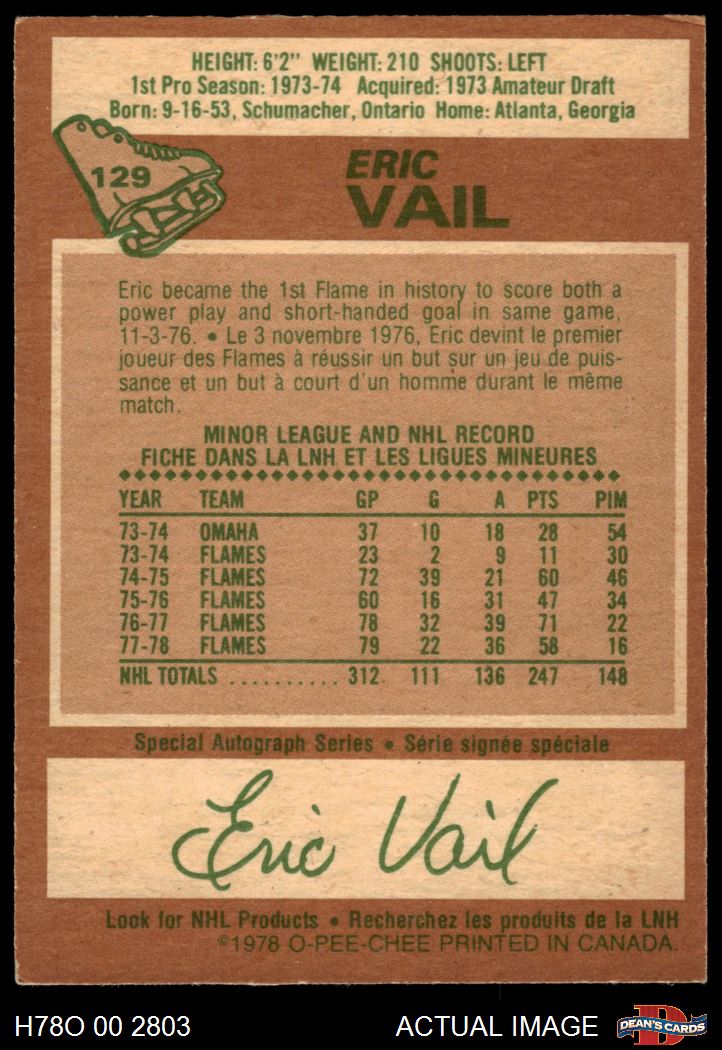 HEIGHT: 6'2" WEIGHT: 210 SHOOTS: LEFT
1st Pro Season: 1973-74 Acquired: 1973 Amateur Draft
Born: 9-16-53, Schumacher, Ontario Home: Atlanta, Georgia
129
ERIC
VAIL
Eric became the 1st Flame in history to score both a
power play and short-handed goal in same game,
11-3-76. • Le 3 novembre 1976, Eric devint le premier
joueur des Flames à réussir un but sur un jeu de puis-
sance et un but à court d'un homme durant le même
match.
MINOR LEAGUE AND NHL RECORD
FICHE DANS LA LNH ET LES LIGUES MINEURES
YEAR TEAM GP G A PTS PIM
73-74 OMAHA 37 10 18 28 54
73-74 FLAMES 23 2 9 11 30
74-75 FLAMES 72 39 21 60 46
75-76 FLAMES 60 16 31 47 34
76-77 FLAMES 78 32 39 71 22
77-78 FLAMES 79 22 36 58 16
NHL TOTALS .......... 312 111 136 247 148
Special Autograph Series • Série signée spéciale
Eric Vail
Look for NHL Products • Recherchez les produits de la LNH
©1978 O-PEE-CHEE PRINTED IN CANADA.
H78O 00 2803
ACTUAL IMAGE
D
DEAN'S CARDS